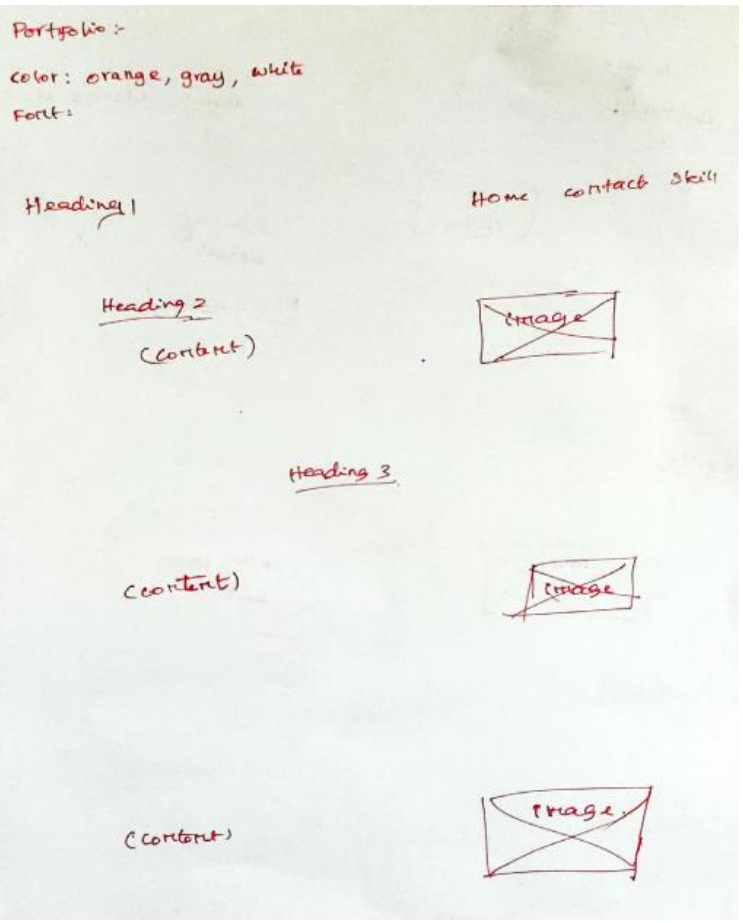 Portfolio :-
color: orange, gray, white
Font:
Heading 1 Home contact skill
Heading 2 image
(content)
Heading 3
(content) image
(content) image